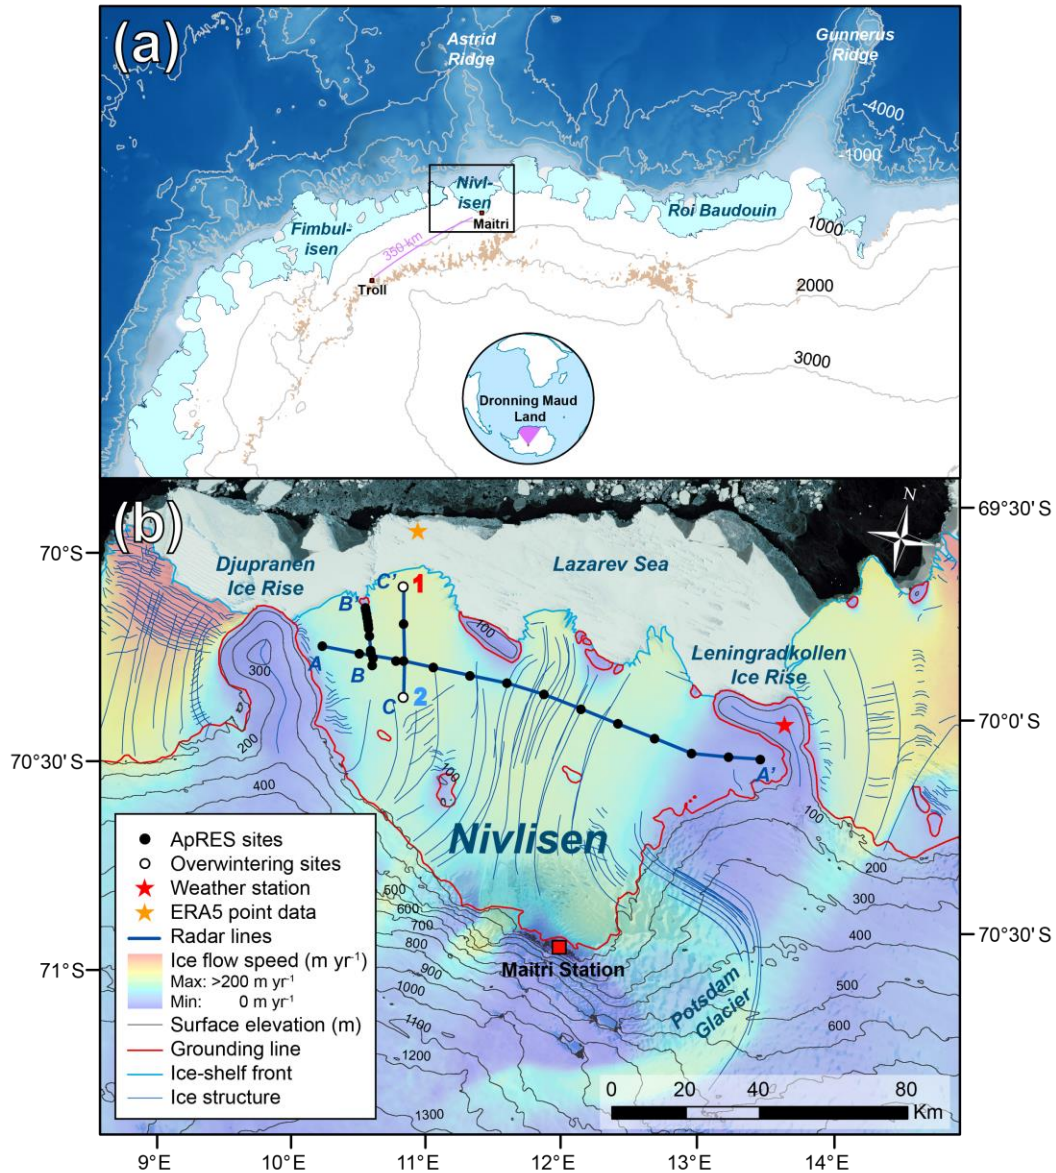 (a)
Astrid
Ridge
Gunnerus
Ridge
-4000
-1000
Nivl-
isen
Maitri
Roi Baudouin
Fimbul-
isen
350 km
Troll
1000
2000
3000
Dronning Maud
Land
(b)
N
69°30'S
70°S
Djupranen
Ice Rise
Lazarev Sea
C'
1
B'
100
A
B
300
C
2
Leningradkollen
Ice Rise
70°0'S
A'
200
70°30'S
400
100
100
Nivlisen
200
300
500
600
700
800
900
1000
1100
1200
1300
400
500
600
70°30'S
71°S
Maitri Station
Potsdam
Glacier
ApRES sites
Overwintering sites
Weather station
ERA5 point data
Radar lines
Ice flow speed (m yr⁻¹)
Max: >200 m yr⁻¹
Min: 0 m yr⁻¹
Surface elevation (m)
Grounding line
Ice-shelf front
Ice structure
0 20 40 80
Km
9°E 10°E 11°E 12°E 13°E 14°E